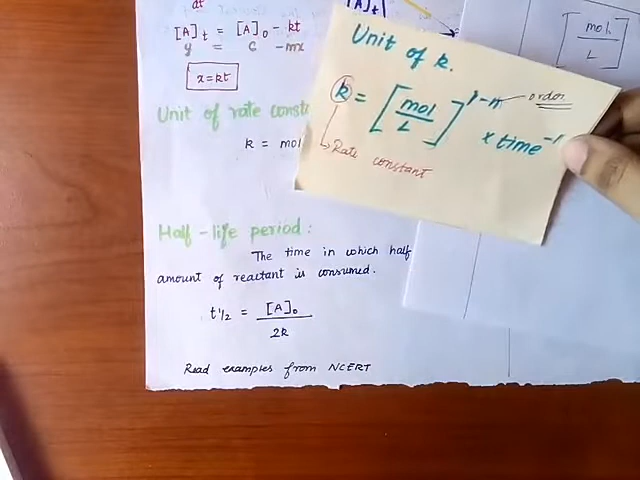 dt
[A]t = [A]o - kt
y = c - mx
x = kt
Unit of rate const
k = mol
Half-life period:
The time in which half
amount of reactant is consumed.
t1/2 = [A]o / 2k
Read examples from NCERT
[A]t
Unit of k.
k = [mol / L]^1-n order
x time^-1
Rate constant
[mol / L]